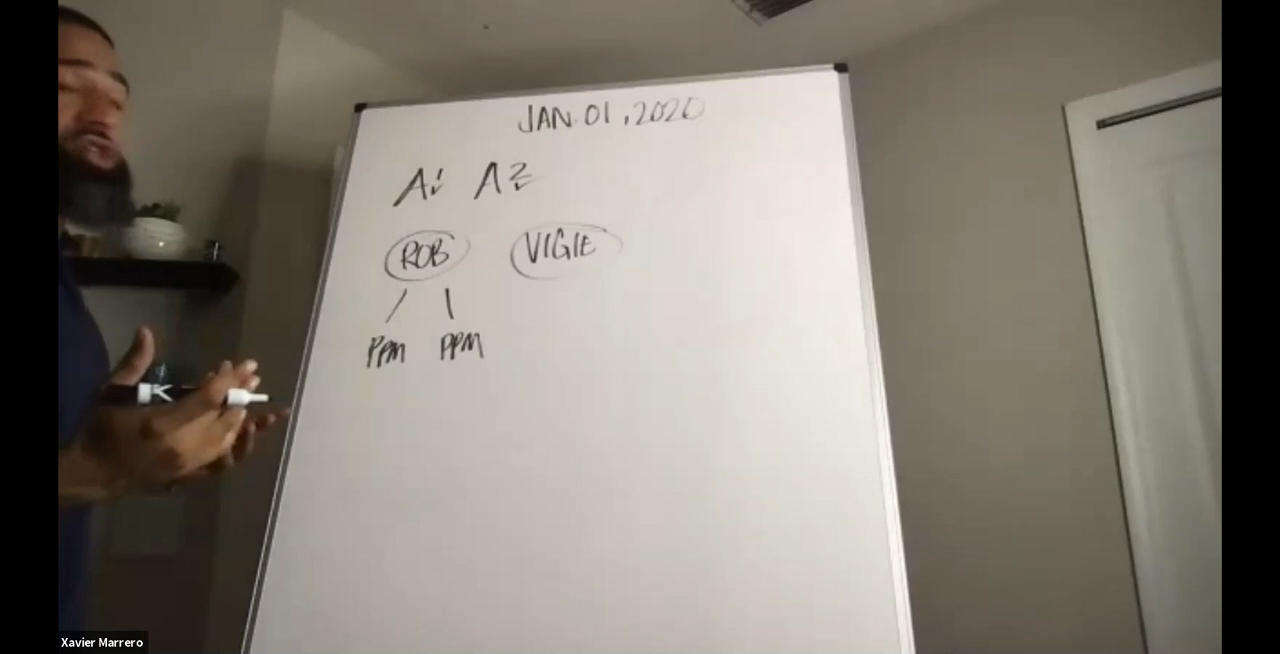 JAN. 01, 2020
A1 A2
ROB VIGIE
PPM PPM
K
Xavier Marrero